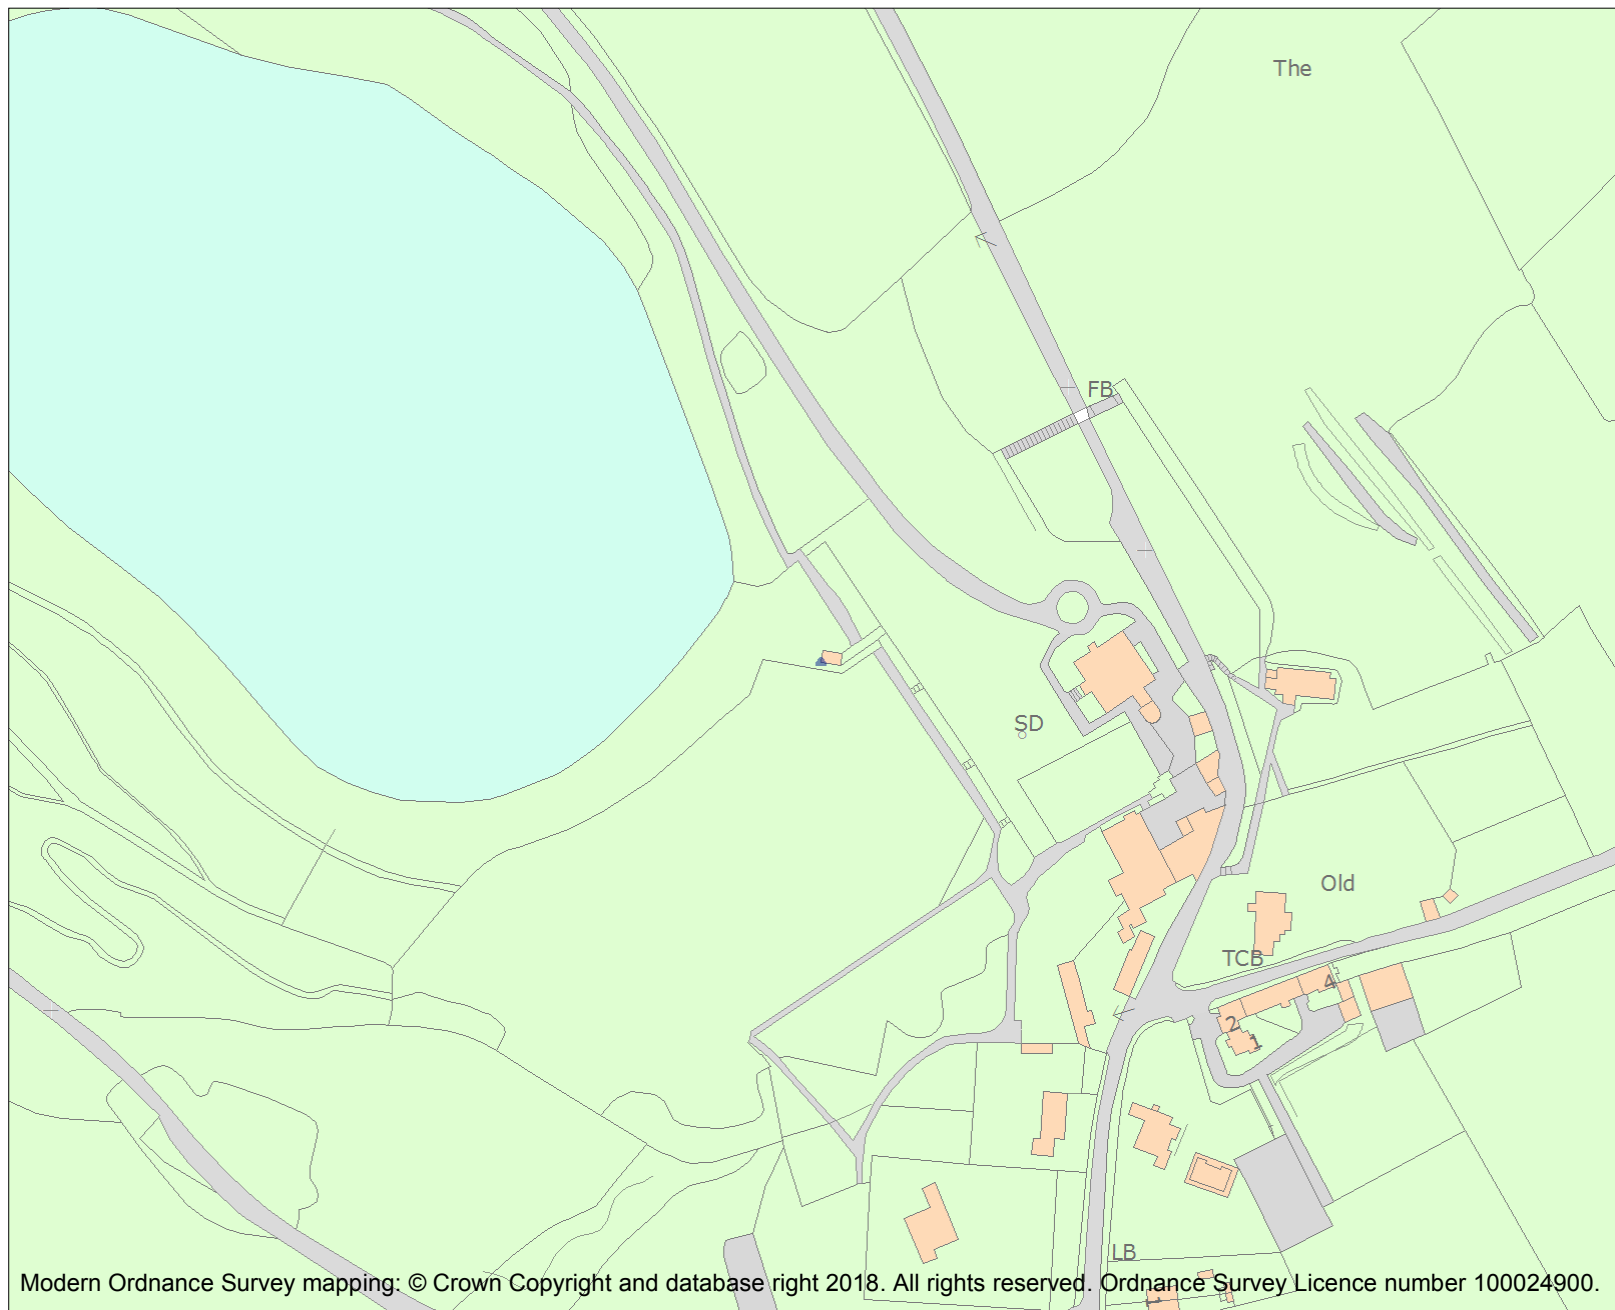 The
FB
SD
Old
TCB
4
2
1
LB
Modern Ordnance Survey mapping: © Crown Copyright and database right 2018. All rights reserved. Ordnance Survey Licence number 100024900.
1